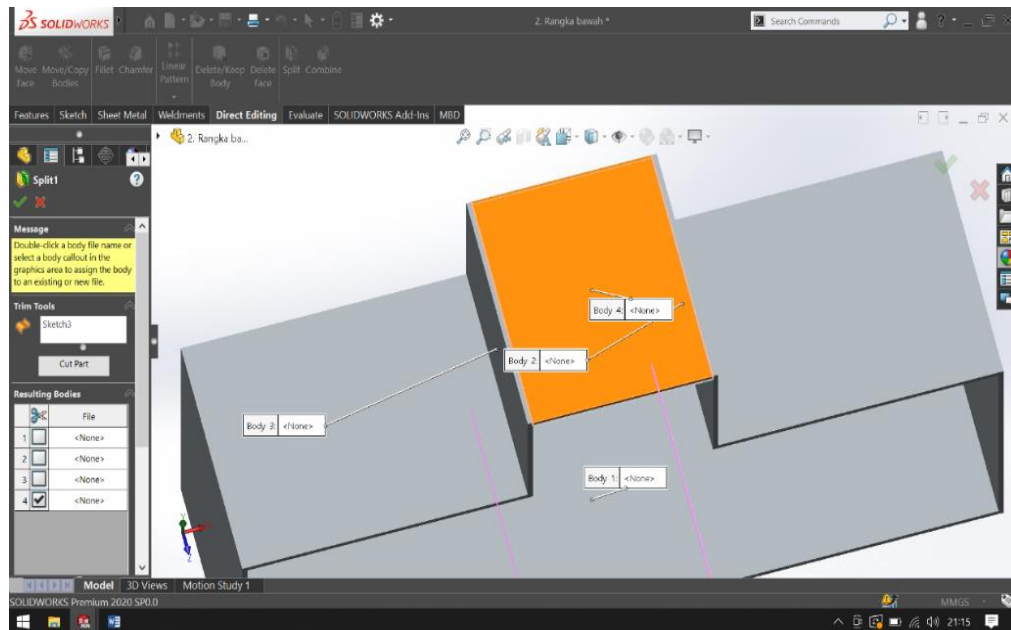 SOLIDWORKS
2. Rangka bawah *
Search Commands
Move Face
Move/Copy Bodies
Fillet
Chamfer
Linear Pattern
Delete/Keep Body
Delete Face
Split
Combine
Features Sketch Sheet Metal Weldments Direct Editing Evaluate SOLIDWORKS Add-Ins MBD
2. Rangka ba...
Split1
Message
Double-click a body file name or
select a body callout in the
graphics area to assign the body
to an existing or new file.
Trim Tools
Sketch3
Cut Part
Resulting Bodies
File
1 <None>
2 <None>
3 <None>
4 <None>
Body 4: <None>
Body 2: <None>
Body 3: <None>
Body 1: <None>
Y
Z
Model 3D Views Motion Study 1
SOLIDWORKS Premium 2020 SP0.0
MMGS
21:15